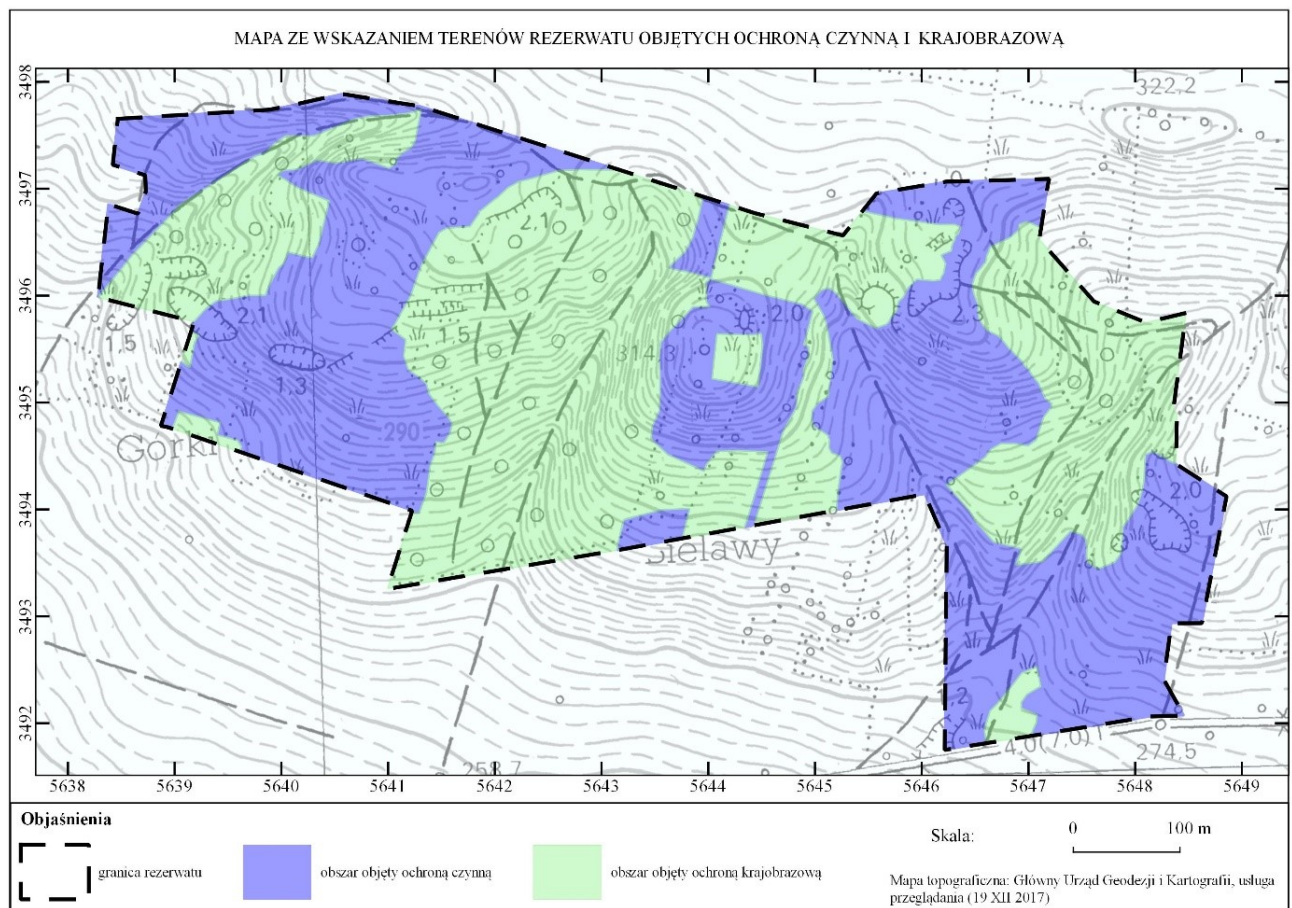 MAPA ZE WSKAZANIEM TERENÓW REZERWATU OBJĘTYCH OCHRONĄ CZYNNĄ I KRAJOBRAZOWĄ
3498
322,2
3497
2,1
3496
2,1
2,0
2,3
1,5
1,5
314,3
1,3
3495
290
Górki
2,0
3494
Bielawy
3493
,2
3492
4,0(7,0)
274,5
258,7
5638 5639 5640 5641 5642 5643 5644 5645 5646 5647 5648 5649
Objaśnienia
granica rezerwatu
obszar objęty ochroną czynną
obszar objęty ochroną krajobrazową
Skala:
0 100 m
Mapa topograficzna: Główny Urząd Geodezji i Kartografii, usługa
przeglądania (19 XII 2017)